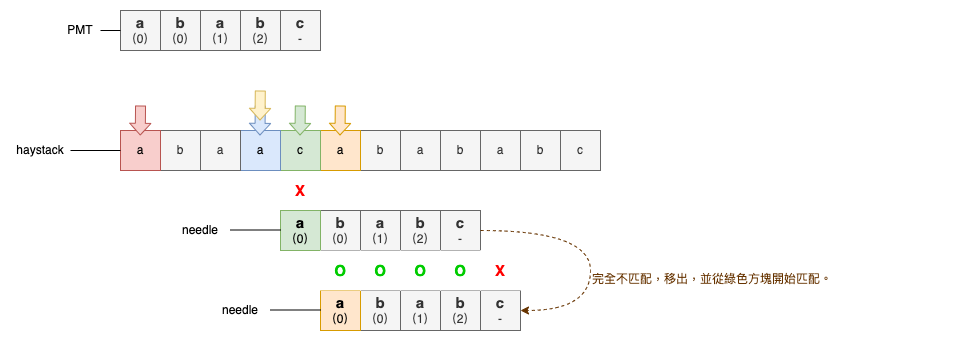 PMT
a b a b c
(0) (0) (1) (2) -
haystack
a b a a c a b a b a b c
X
needle
a b a b c
(0) (0) (1) (2) -
O O O O X
完全不匹配，移出，並從綠色方塊開始匹配。
needle
a b a b c
(0) (0) (1) (2) -